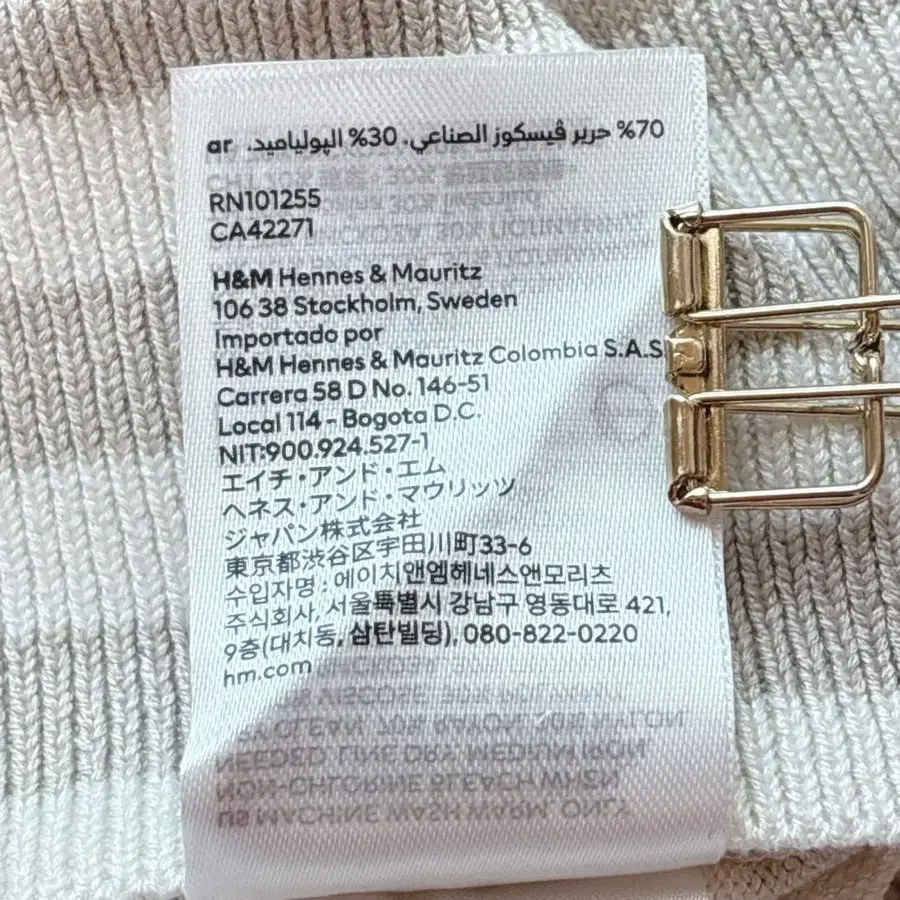 ar 70% حرير ڤيسكوز الصناعي. 30% الپولياميد.
RN101255
CA42271
H&M Hennes & Mauritz
106 38 Stockholm, Sweden
Importado por
H&M Hennes & Mauritz Colombia S.A.S
Carrera 58 D No. 146-51
Local 114 - Bogota D.C.
NIT:900.924.527-1
エイチ・アンド・エム
ヘネス・アンド・マウリッツ
ジャパン株式会社
東京都渋谷区宇田川町33-6
수입자명 : 에이치앤엠헤네스앤모리츠
주식회사, 서울특별시 강남구 영동대로 421,
9층(대치동, 삼탄빌딩), 080-822-0220
hm.com